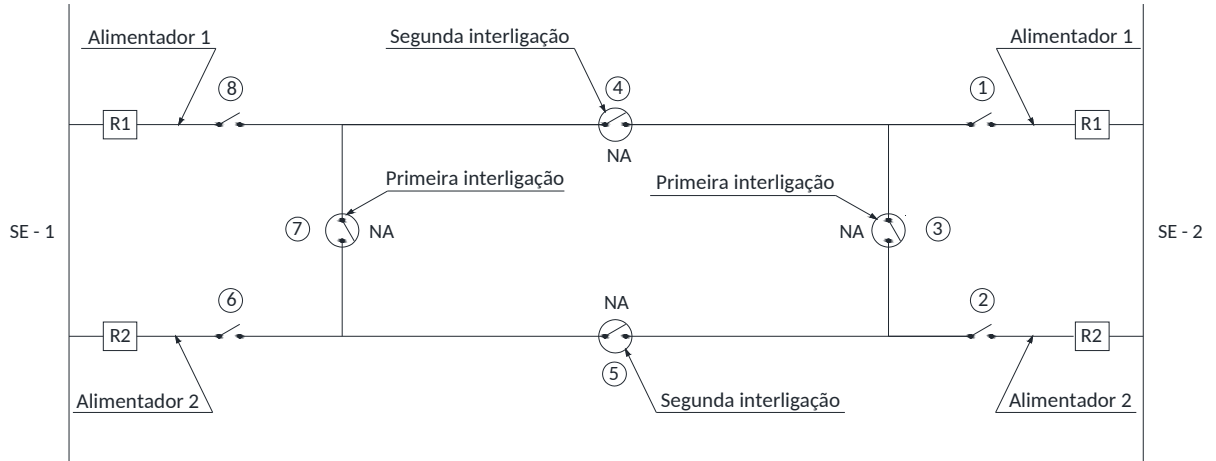 Alimentador 1
Segunda interligação
Alimentador 1
8
4
1
R1
R1
NA
Primeira interligação
Primeira interligação
SE - 1
7
NA
NA
3
SE - 2
6
NA
2
R2
R2
5
Alimentador 2
Segunda interligação
Alimentador 2